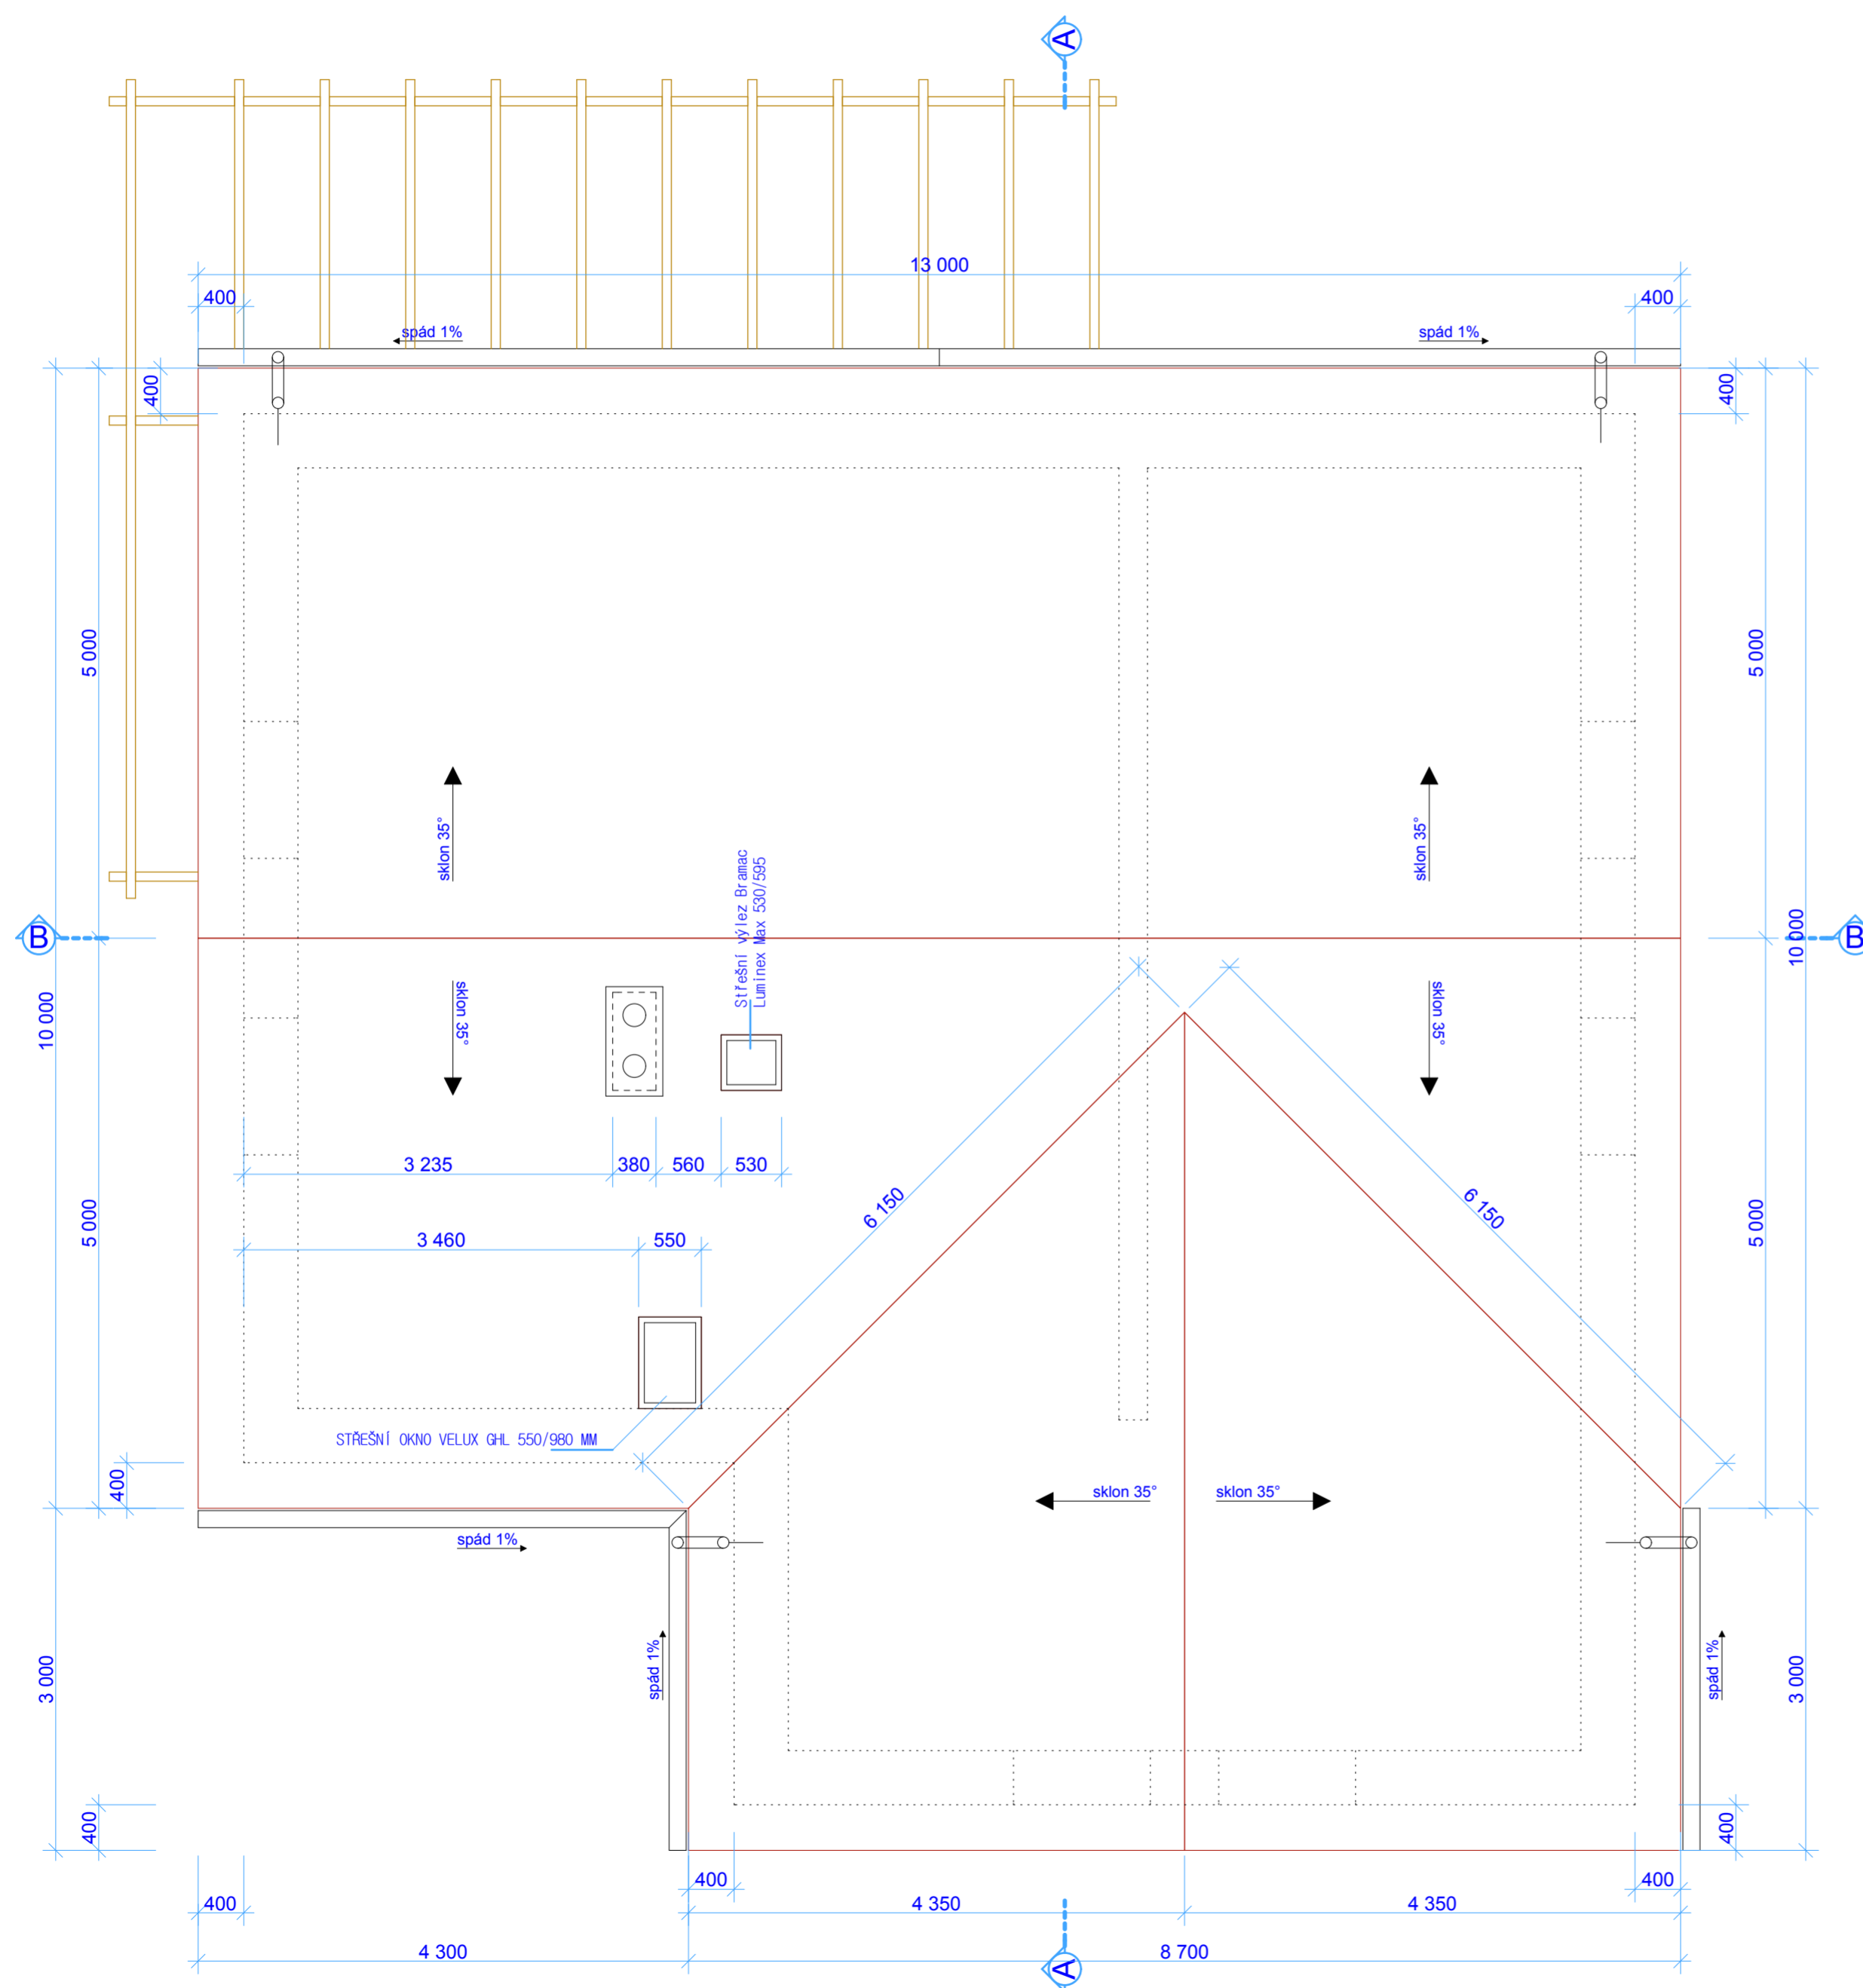 A
13 000
400
400
spád 1%
spád 1%
400
400
5 000
5 000
sklon 35°
sklon 35°
Střešní výlez Bramac
Luminex Max 530/595
B
B
10 000
10 000
sklon 35°
sklon 35°
3 235
380
560
530
6 150
6 150
5 000
5 000
3 460
550
STŘEŠNÍ OKNO VELUX GHL 550/980 MM
400
sklon 35°
sklon 35°
spád 1%
3 000
spád 1%
spád 1%
3 000
400
400
400
400
400
4 350
4 350
4 300
8 700
A